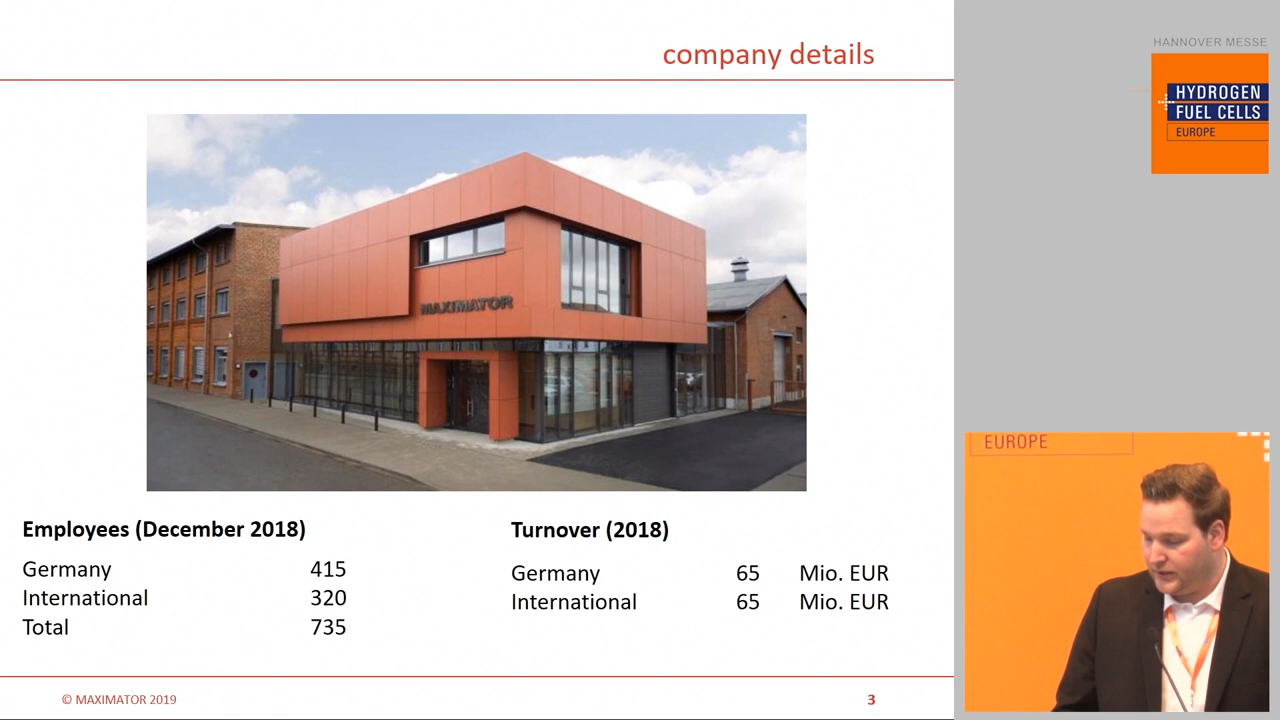 company details
MAXIMATOR
Employees (December 2018)
Germany 415
International 320
Total 735
Turnover (2018)
Germany 65 Mio. EUR
International 65 Mio. EUR
© MAXIMATOR 2019
3
HANNOVER MESSE
HYDROGEN
FUEL CELLS
EUROPE
EUROPE